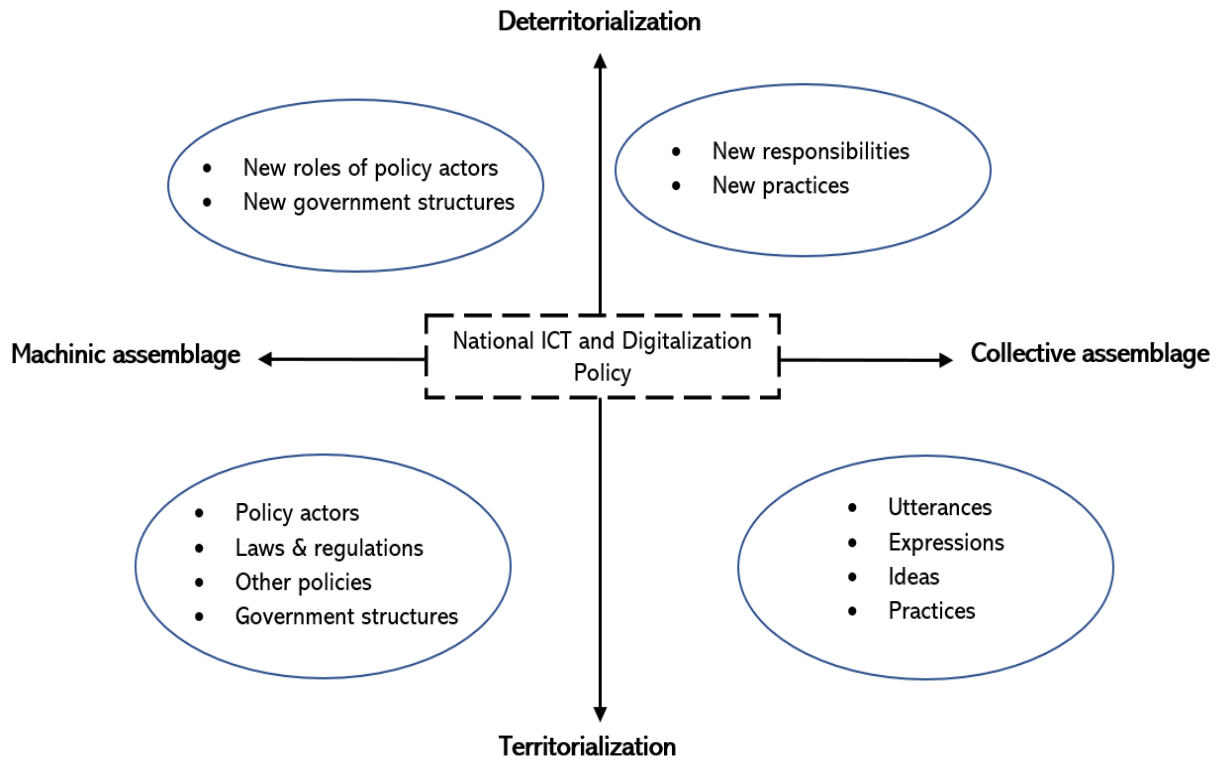 Deterritorialization
• New roles of policy actors
• New government structures
• New responsibilities
• New practices
Machinic assemblage
National ICT and Digitalization
Policy
Collective assemblage
• Policy actors
• Laws & regulations
• Other policies
• Government structures
• Utterances
• Expressions
• Ideas
• Practices
Territorialization